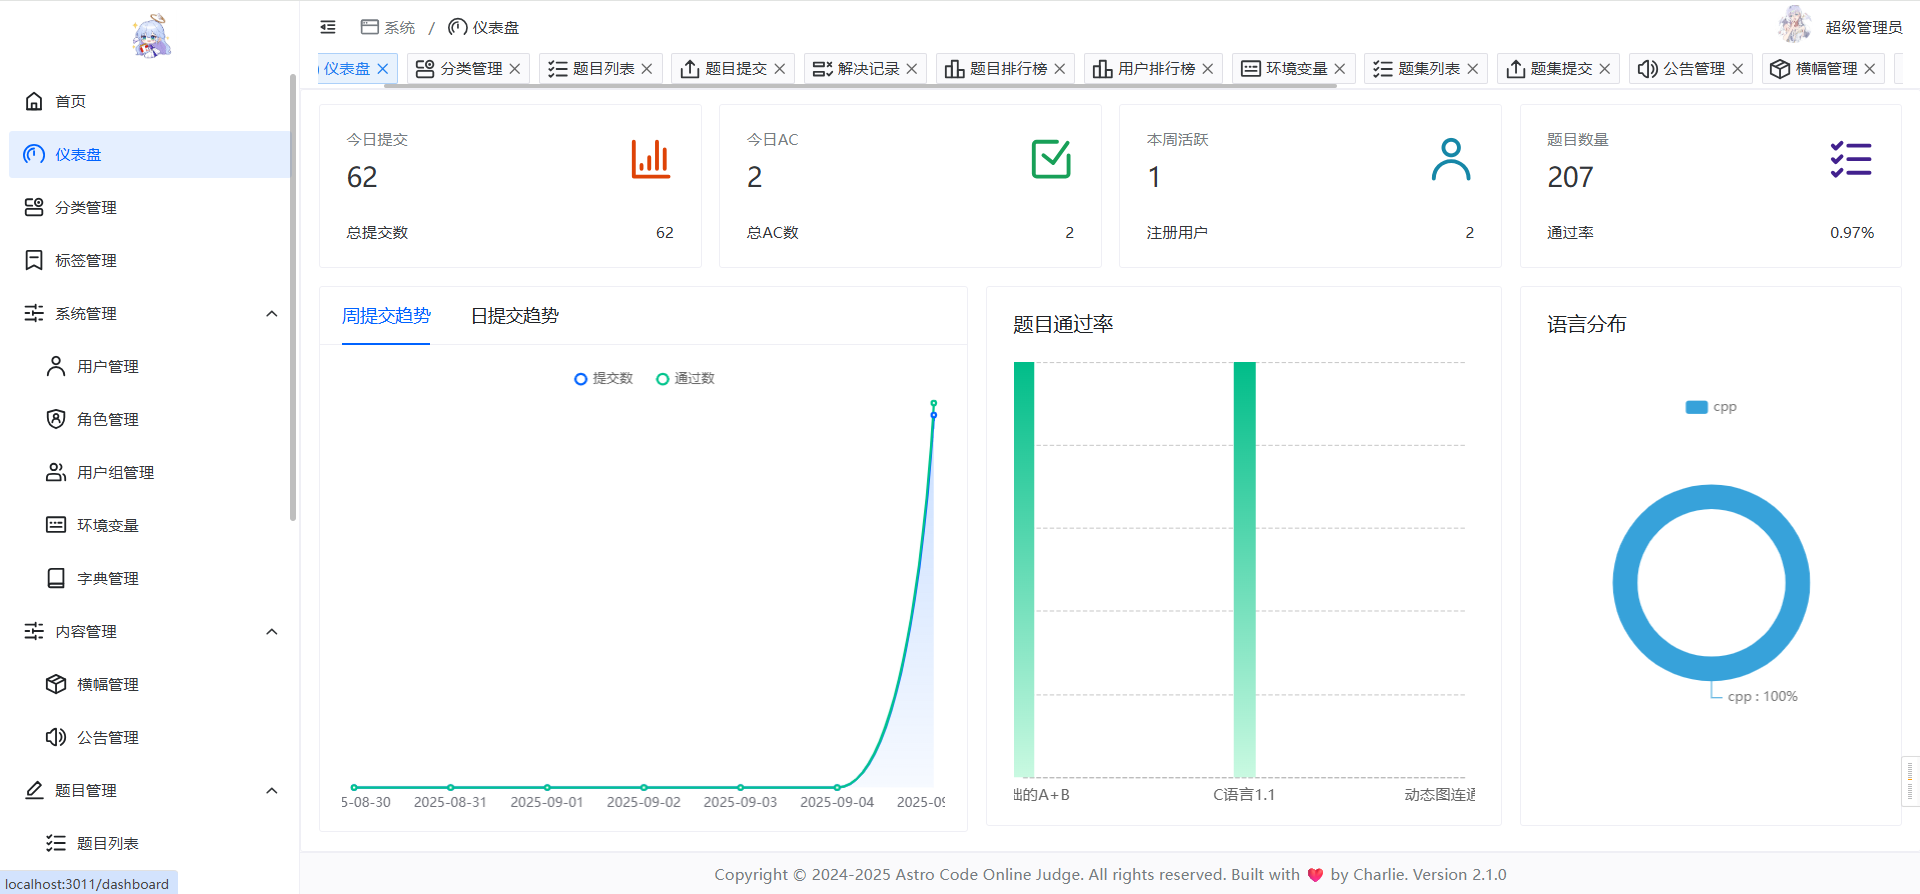 首页
仪表盘
分类管理
标签管理
系统管理
用户管理
角色管理
用户组管理
环境变量
字典管理
内容管理
横幅管理
公告管理
题目管理
题目列表
localhost:3011/dashboard
系统 / 仪表盘
超级管理员
仪表盘 分类管理 题目列表 题目提交 解决记录 题目排行榜 用户排行榜 环境变量 题集列表 题集提交 公告管理 横幅管理
今日提交
62
总提交数 62
今日AC
2
总AC数 2
本周活跃
1
注册用户 2
题目数量
207
通过率 0.97%
周提交趋势 日提交趋势
提交数 通过数
5-08-30 2025-08-31 2025-09-01 2025-09-02 2025-09-03 2025-09-04 2025-09
题目通过率
的A+B C语言1.1 动态图连通
语言分布
cpp
cpp : 100%
Copyright © 2024-2025 Astro Code Online Judge. All rights reserved. Built with ❤ by Charlie. Version 2.1.0